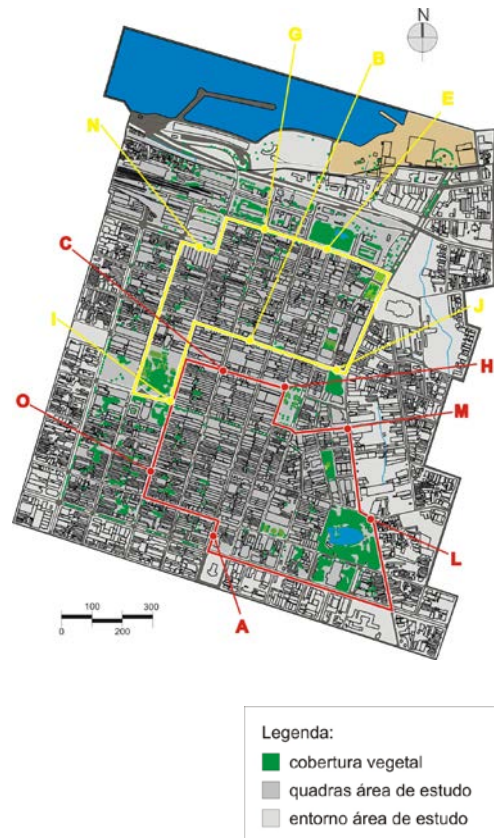 N
G
B
E
N
C
J
I
H
O
M
L
A
100 300
0 200
Legenda:
cobertura vegetal
quadras área de estudo
entorno área de estudo